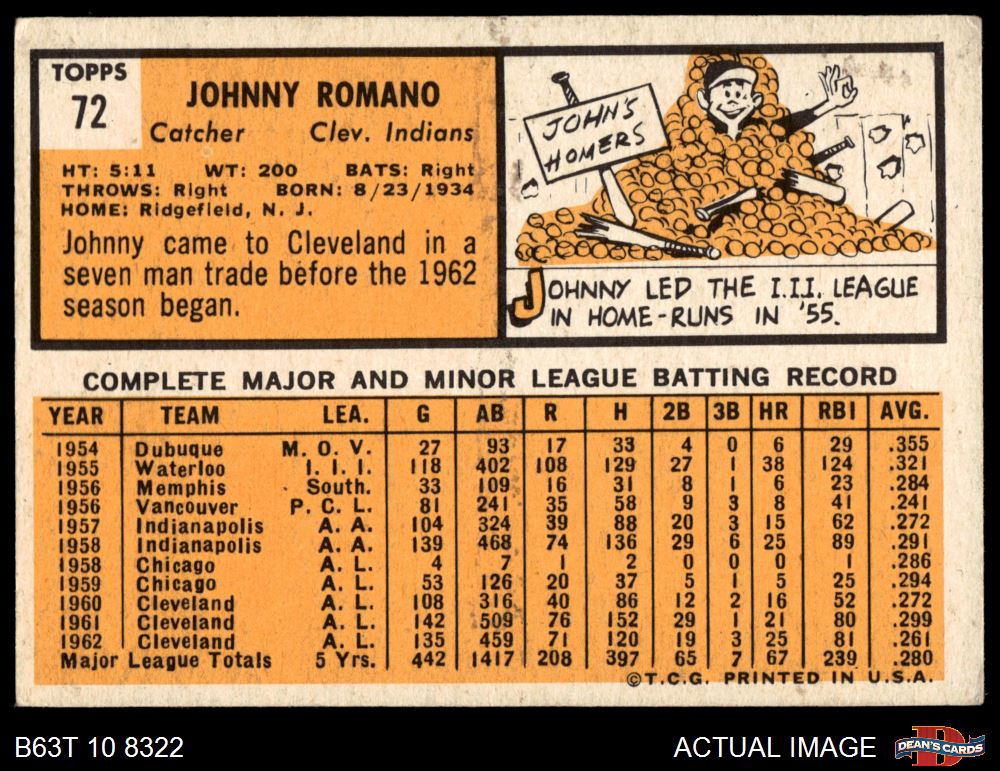 TOPPS
72
JOHNNY ROMANO
Catcher Clev. Indians
HT: 5:11 WT: 200 BATS: Right
THROWS: Right BORN: 8/23/1934
HOME: Ridgefield, N. J.
Johnny came to Cleveland in a
seven man trade before the 1962
season began.
JOHN'S
HOMERS
JOHNNY LED THE I.I.I. LEAGUE
IN HOME-RUNS IN '55.
COMPLETE MAJOR AND MINOR LEAGUE BATTING RECORD
YEAR TEAM LEA. G AB R H 2B 3B HR RBI AVG.
1954 Dubuque M. O. V. 27 93 17 33 4 0 6 29 .355
1955 Waterloo I. I. I. 118 402 108 129 27 1 38 124 .321
1956 Memphis South. 33 109 16 31 8 1 6 23 .284
1956 Vancouver P. C. L. 81 241 35 58 9 3 8 41 .241
1957 Indianapolis A. A. 104 324 39 88 20 3 15 62 .272
1958 Indianapolis A. A. 139 468 74 136 29 6 25 89 .291
1958 Chicago A. L. 4 7 1 2 0 0 0 1 .286
1959 Chicago A. L. 53 126 20 37 5 1 5 25 .294
1960 Cleveland A. L. 108 316 40 86 12 2 16 52 .272
1961 Cleveland A. L. 142 509 76 152 29 1 21 80 .299
1962 Cleveland A. L. 135 459 71 120 19 3 25 81 .261
Major League Totals 5 Yrs. 442 1417 208 397 65 7 67 239 .280
©T.C.G. PRINTED IN U.S.A.
B63T 10 8322
ACTUAL IMAGE
D
DEAN'S CARDS